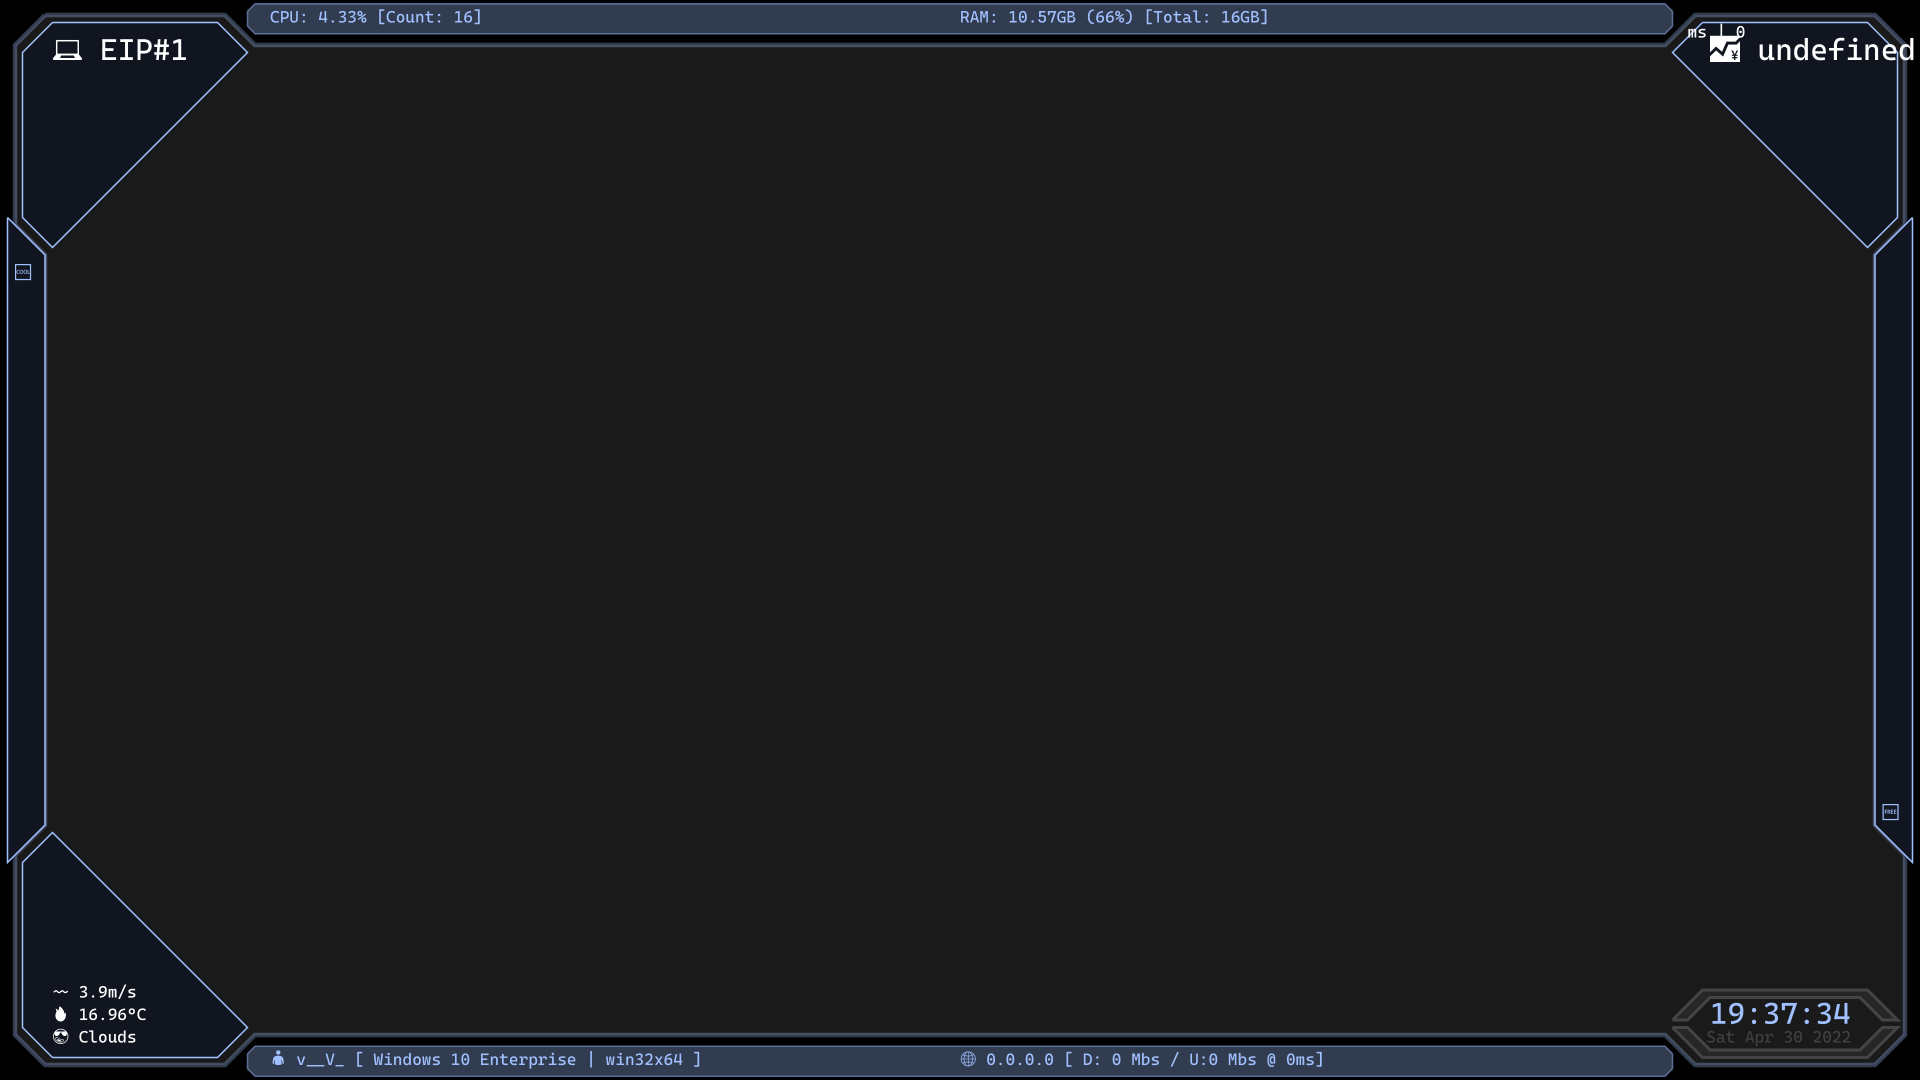 CPU: 4.33% [Count: 16]
RAM: 10.57GB (66%) [Total: 16GB]
EIP#1
ms | 0
undefined
COOL
FREE
3.9m/s
16.96°C
Clouds
19:37:34
Sat Apr 30 2022
v__V_ [ Windows 10 Enterprise | win32x64 ]
0.0.0.0 [ D: 0 Mbs / U:0 Mbs @ 0ms]